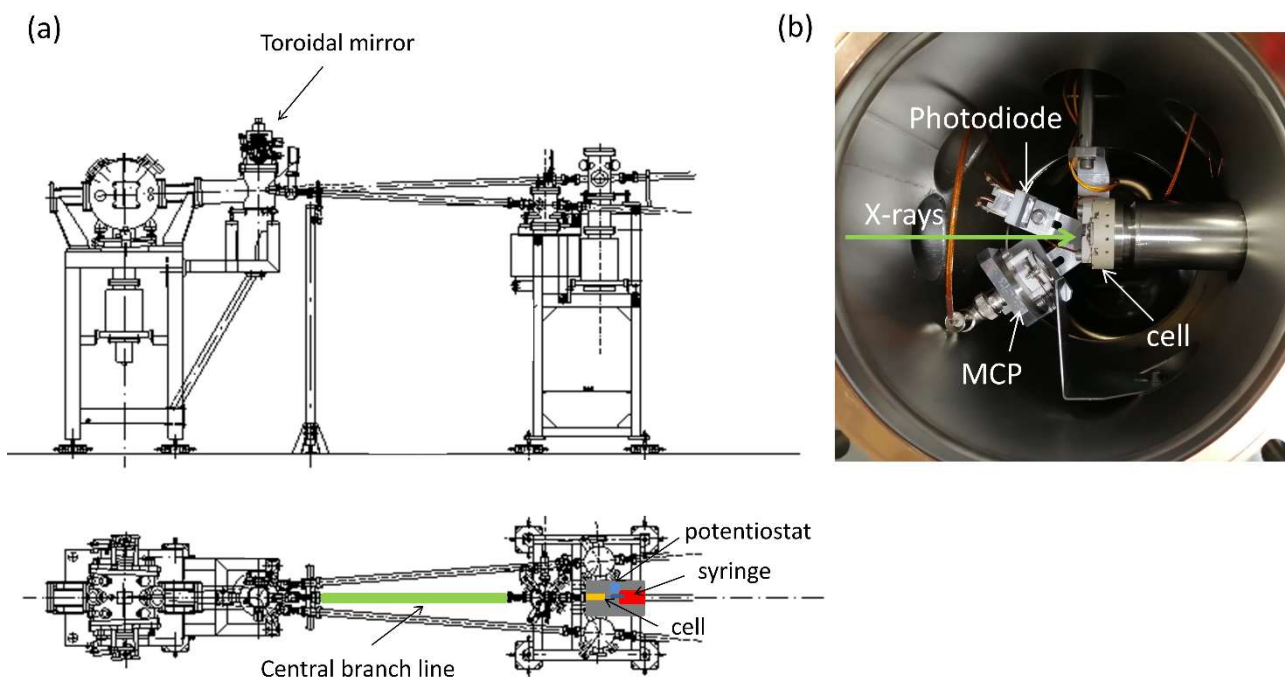 (a)
Toroidal mirror
(b)
Photodiode
X-rays
cell
MCP
potentiostat
syringe
cell
Central branch line